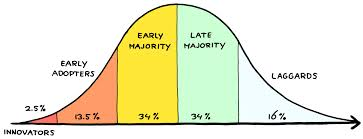 EARLY
MAJORITY
LATE
MAJORITY
EARLY
ADOPTERS
LAGGARDS
2.5%
13.5%
34%
34%
16%
INNOVATORS